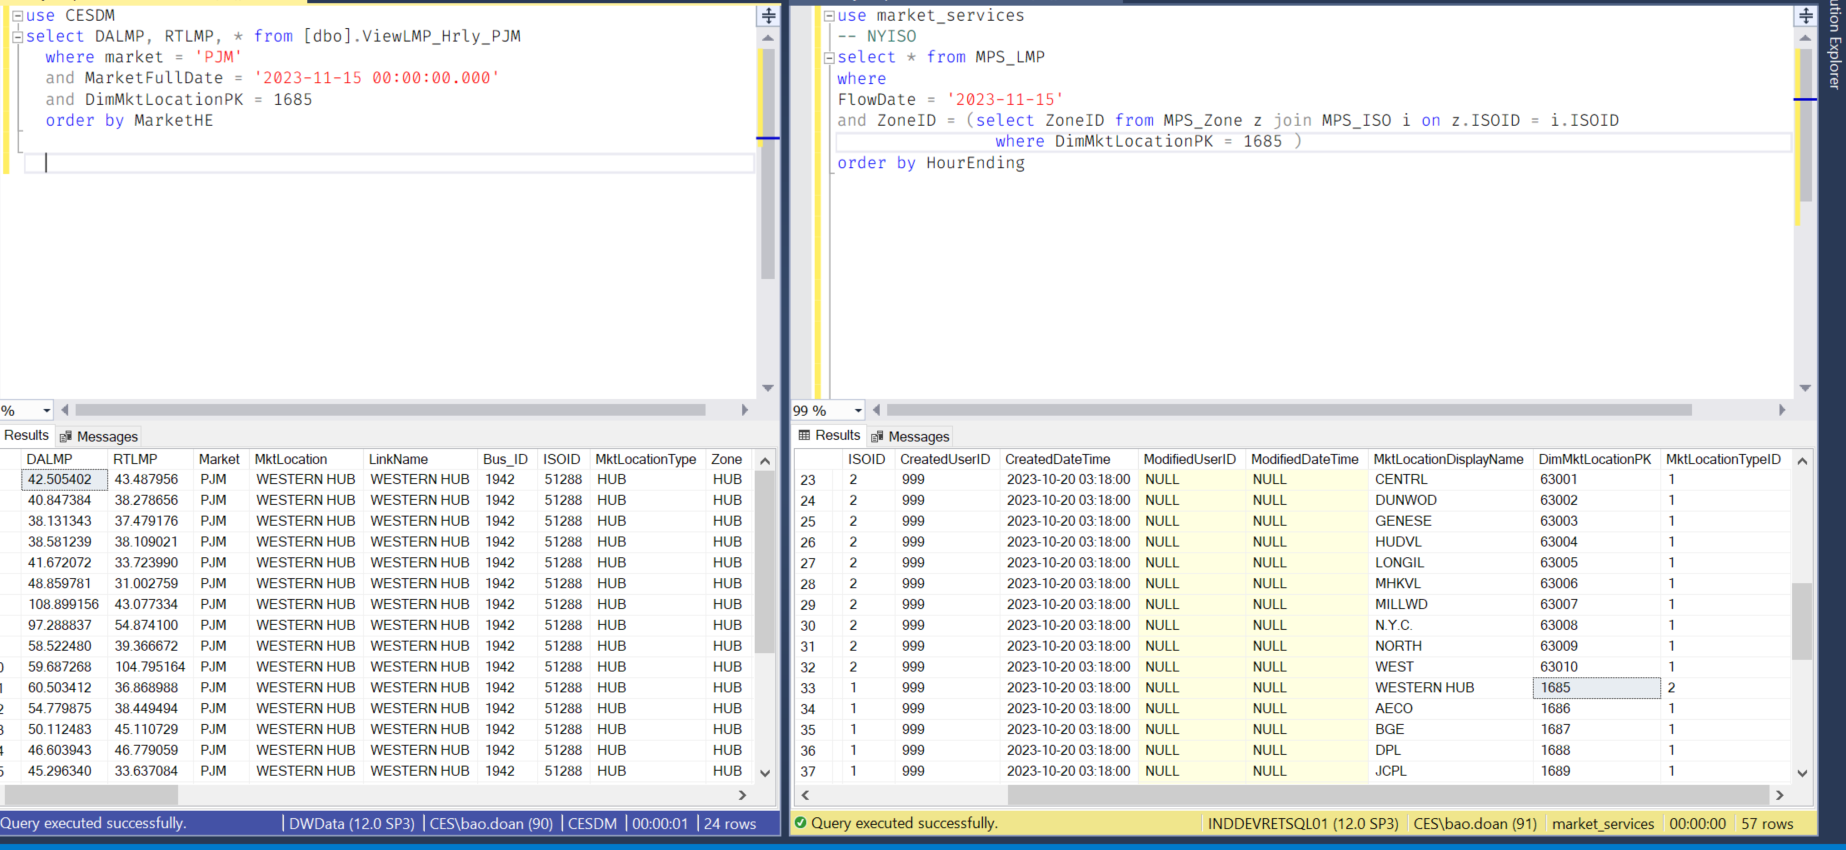 use CESDM
select DALMP, RTLMP, * from [dbo].ViewLMP_Hrly_PJM
where market = 'PJM'
and MarketFullDate = '2023-11-15 00:00:00.000'
and DimMktLocationPK = 1685
order by MarketHE
%
Results Messages
DALMP RTLMP Market MktLocation LinkName Bus_ID ISOID MktLocationType Zone
42.505402 43.487956 PJM WESTERN HUB WESTERN HUB 1942 51288 HUB HUB
40.847384 38.278656 PJM WESTERN HUB WESTERN HUB 1942 51288 HUB HUB
38.131343 37.479176 PJM WESTERN HUB WESTERN HUB 1942 51288 HUB HUB
38.581239 38.109021 PJM WESTERN HUB WESTERN HUB 1942 51288 HUB HUB
41.672072 33.723990 PJM WESTERN HUB WESTERN HUB 1942 51288 HUB HUB
48.859781 31.002759 PJM WESTERN HUB WESTERN HUB 1942 51288 HUB HUB
108.899156 43.077334 PJM WESTERN HUB WESTERN HUB 1942 51288 HUB HUB
97.288837 54.874100 PJM WESTERN HUB WESTERN HUB 1942 51288 HUB HUB
58.522480 39.366672 PJM WESTERN HUB WESTERN HUB 1942 51288 HUB HUB
0 59.687268 104.795164 PJM WESTERN HUB WESTERN HUB 1942 51288 HUB HUB
1 60.503412 36.868988 PJM WESTERN HUB WESTERN HUB 1942 51288 HUB HUB
2 54.779875 38.449494 PJM WESTERN HUB WESTERN HUB 1942 51288 HUB HUB
3 50.112483 45.110729 PJM WESTERN HUB WESTERN HUB 1942 51288 HUB HUB
4 46.603943 46.779059 PJM WESTERN HUB WESTERN HUB 1942 51288 HUB HUB
5 45.296340 33.637084 PJM WESTERN HUB WESTERN HUB 1942 51288 HUB HUB
Query executed successfully. DWData (12.0 SP3) CES\bao.doan (90) CESDM 00:00:01 24 rows
use market_services
-- NYISO
select * from MPS_LMP
where
FlowDate = '2023-11-15'
and ZoneID = (select ZoneID from MPS_Zone z join MPS_ISO i on z.ISOID = i.ISOID
where DimMktLocationPK = 1685 )
order by HourEnding
99 %
Results Messages
ISOID CreatedUserID CreatedDateTime ModifiedUserID ModifiedDateTime MktLocationDisplayName DimMktLocationPK MktLocationTypeID
23 2 999 2023-10-20 03:18:00 NULL NULL CENTRL 63001 1
24 2 999 2023-10-20 03:18:00 NULL NULL DUNWOD 63002 1
25 2 999 2023-10-20 03:18:00 NULL NULL GENESE 63003 1
26 2 999 2023-10-20 03:18:00 NULL NULL HUDVL 63004 1
27 2 999 2023-10-20 03:18:00 NULL NULL LONGIL 63005 1
28 2 999 2023-10-20 03:18:00 NULL NULL MHKVL 63006 1
29 2 999 2023-10-20 03:18:00 NULL NULL MILLWD 63007 1
30 2 999 2023-10-20 03:18:00 NULL NULL N.Y.C. 63008 1
31 2 999 2023-10-20 03:18:00 NULL NULL NORTH 63009 1
32 2 999 2023-10-20 03:18:00 NULL NULL WEST 63010 1
33 1 999 2023-10-20 03:18:00 NULL NULL WESTERN HUB 1685 2
34 1 999 2023-10-20 03:18:00 NULL NULL AECO 1686 1
35 1 999 2023-10-20 03:18:00 NULL NULL BGE 1687 1
36 1 999 2023-10-20 03:18:00 NULL NULL DPL 1688 1
37 1 999 2023-10-20 03:18:00 NULL NULL JCPL 1689 1
Query executed successfully. INDDEVRETSQL01 (12.0 SP3) CES\bao.doan (91) market_services 00:00:00 57 rows
ution Explorer